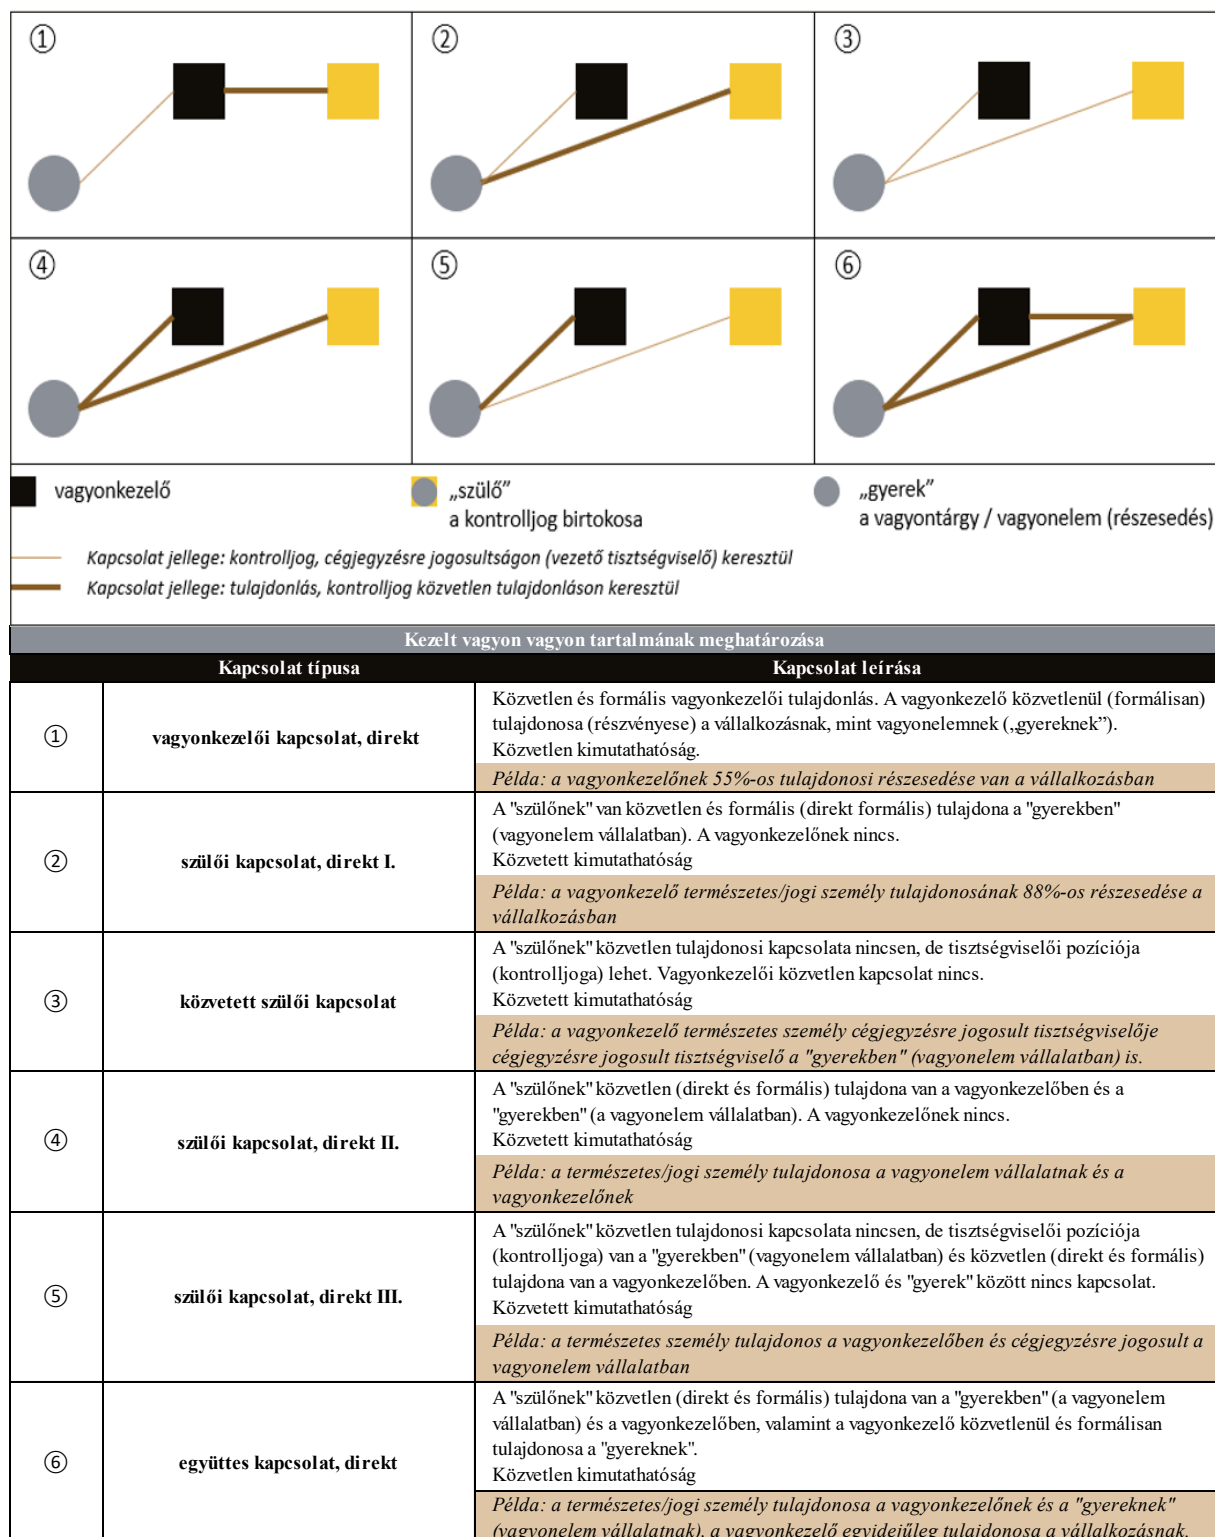 ① ② ③
④ ⑤ ⑥
vagyonkezelő
„szülő”
a kontrolljog birtokosa
„gyerek”
a vagyontárgy / vagyonelem (részesedés)
Kapcsolat jellege: kontrolljog, cégjegyzésre jogosultságon (vezető tisztségviselő) keresztül
Kapcsolat jellege: tulajdonlás, kontrolljog közvetlen tulajdonláson keresztül
Kezelt vagyon vagyon tartalmának meghatározása
Kapcsolat típusa Kapcsolat leírása
① vagyonkezelői kapcsolat, direkt
Közvetlen és formális vagyonkezelői tulajdonlás. A vagyonkezelő közvetlenül (formálisan)
tulajdonosa (részvényese) a vállalkozásnak, mint vagyonelemnek („gyereknek”).
Közvetlen kimutathatóság.
Példa: a vagyonkezelőnek 55%-os tulajdonosi részesedése van a vállalkozásban
② szülői kapcsolat, direkt I.
A "szülőnek" van közvetlen és formális (direkt formális) tulajdona a "gyerekben"
(vagyonelem vállalatban). A vagyonkezelőnek nincs.
Közvetett kimutathatóság
Példa: a vagyonkezelő természetes/jogi személy tulajdonosának 88%-os részesedése a
vállalkozásban
③ közvetett szülői kapcsolat
A "szülőnek" közvetlen tulajdonosi kapcsolata nincsen, de tisztségviselői pozíciója
(kontrolljoga) lehet. Vagyonkezelői közvetlen kapcsolat nincs.
Közvetett kimutathatóság
Példa: a vagyonkezelő természetes személy cégjegyzésre jogosult tisztségviselője
cégjegyzésre jogosult tisztségviselő a "gyerekben" (vagyonelem vállalatban) is.
④ szülői kapcsolat, direkt II.
A "szülőnek" közvetlen (direkt és formális) tulajdona van a vagyonkezelőben és a
"gyerekben" (a vagyonelem vállalatban). A vagyonkezelőnek nincs.
Közvetett kimutathatóság
Példa: a természetes/jogi személy tulajdonosa a vagyonelem vállalatnak és a
vagyonkezelőnek
⑤ szülői kapcsolat, direkt III.
A "szülőnek" közvetlen tulajdonosi kapcsolata nincsen, de tisztségviselői pozíciója
(kontrolljoga) van a "gyerekben" (vagyonelem vállalatban) és közvetlen (direkt és formális)
tulajdona van a vagyonkezelőben. A vagyonkezelő és "gyerek" között nincs kapcsolat.
Közvetett kimutathatóság
Példa: a természetes személy tulajdonos a vagyonkezelőben és cégjegyzésre jogosult a
vagyonelem vállalatban
⑥ együttes kapcsolat, direkt
A "szülőnek" közvetlen (direkt és formális) tulajdona van a "gyerekben" (a vagyonelem
vállalatban) és a vagyonkezelőben, valamint a vagyonkezelő közvetlenül és formálisan
tulajdonosa a "gyereknek".
Közvetlen kimutathatóság
Példa: a természetes/jogi személy tulajdonosa a vagyonkezelőnek és a "gyereknek"
(vagyonelem vállalatnak), a vagyonkezelő egyidejűleg tulajdonosa a vállalkozásnak.